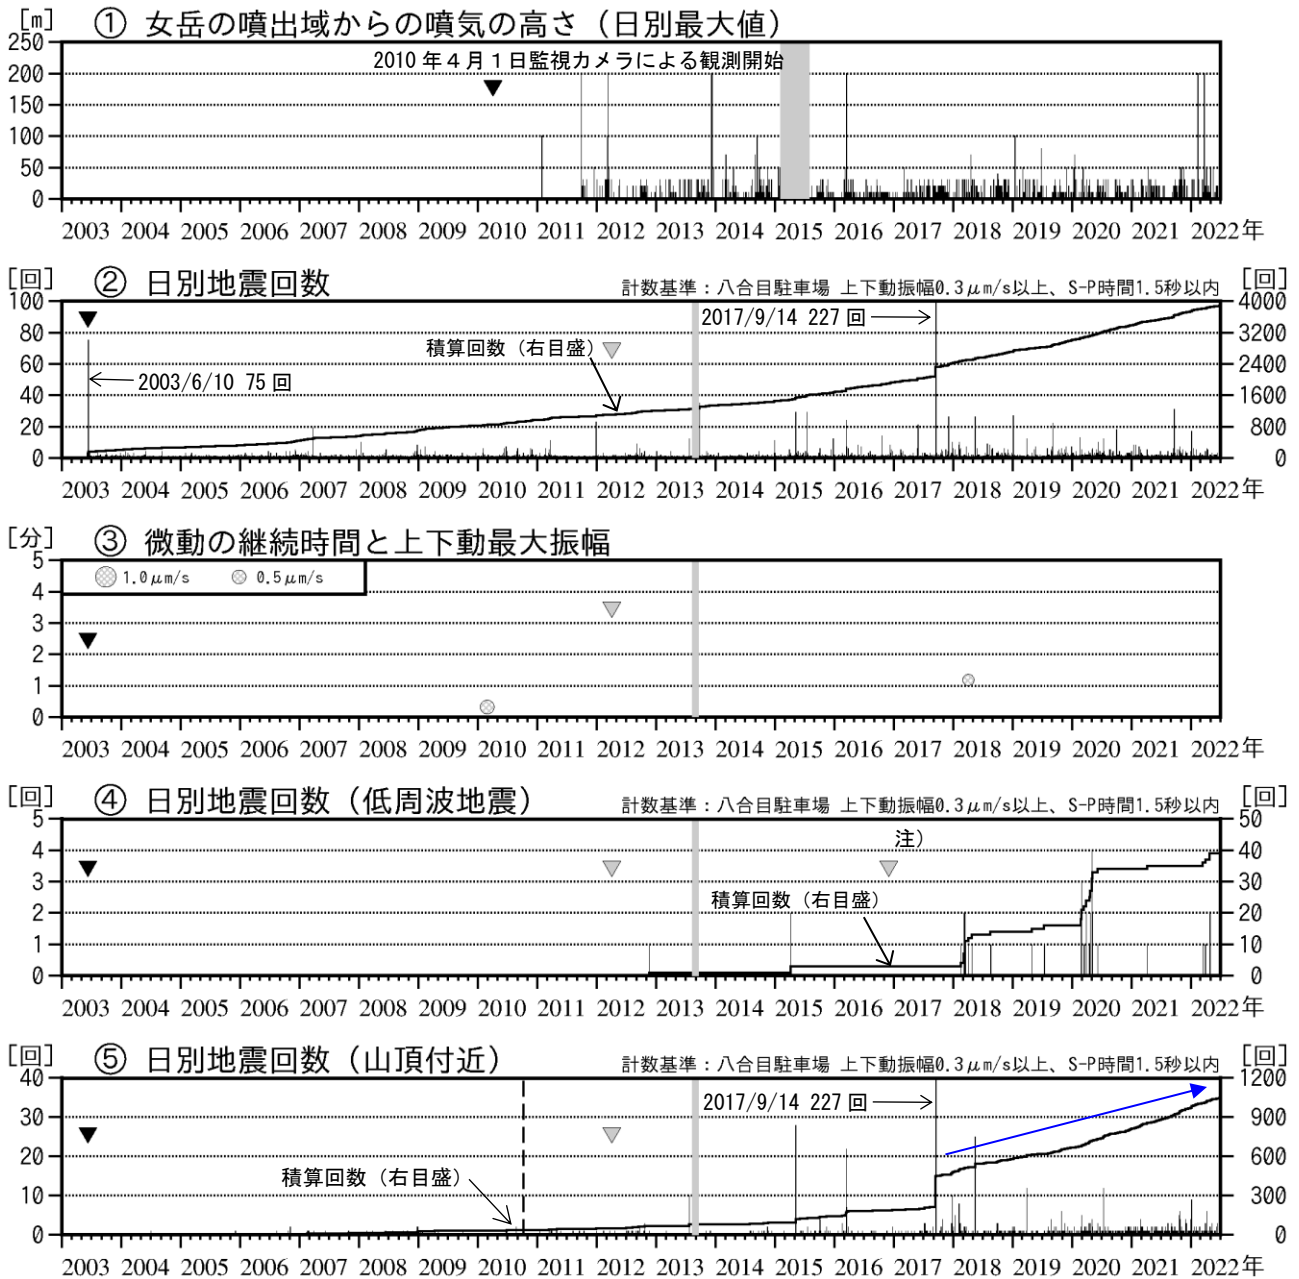 [m] ① 女岳の噴出域からの噴気の高さ（日別最大値）
250
2010 年４月１日監視カメラによる観測開始
200
150
100
50
0
2003 2004 2005 2006 2007 2008 2009 2010 2011 2012 2013 2014 2015 2016 2017 2018 2019 2020 2021 2022年
[回] ② 日別地震回数 計数基準：八合目駐車場 上下動振幅0.3μm/s以上、S-P時間1.5秒以内 [回]
100 4000
2017/9/14 227 回
80 3200
積算回数（右目盛）
60 2400
2003/6/10 75 回
40 1600
20 800
0 0
2003 2004 2005 2006 2007 2008 2009 2010 2011 2012 2013 2014 2015 2016 2017 2018 2019 2020 2021 2022年
[分] ③ 微動の継続時間と上下動最大振幅
5
1.0μm/s 0.5μm/s
4
3
2
1
0
2003 2004 2005 2006 2007 2008 2009 2010 2011 2012 2013 2014 2015 2016 2017 2018 2019 2020 2021 2022年
[回] ④ 日別地震回数（低周波地震） 計数基準：八合目駐車場 上下動振幅0.3μm/s以上、S-P時間1.5秒以内 [回]
5 50
注）
4 40
3 30
積算回数（右目盛）
2 20
1 10
0 0
2003 2004 2005 2006 2007 2008 2009 2010 2011 2012 2013 2014 2015 2016 2017 2018 2019 2020 2021 2022年
[回] ⑤ 日別地震回数（山頂付近） 計数基準：八合目駐車場 上下動振幅0.3μm/s以上、S-P時間1.5秒以内 [回]
40 1200
2017/9/14 227 回
30 900
20 600
積算回数（右目盛）
10 300
0 0
2003 2004 2005 2006 2007 2008 2009 2010 2011 2012 2013 2014 2015 2016 2017 2018 2019 2020 2021 2022年